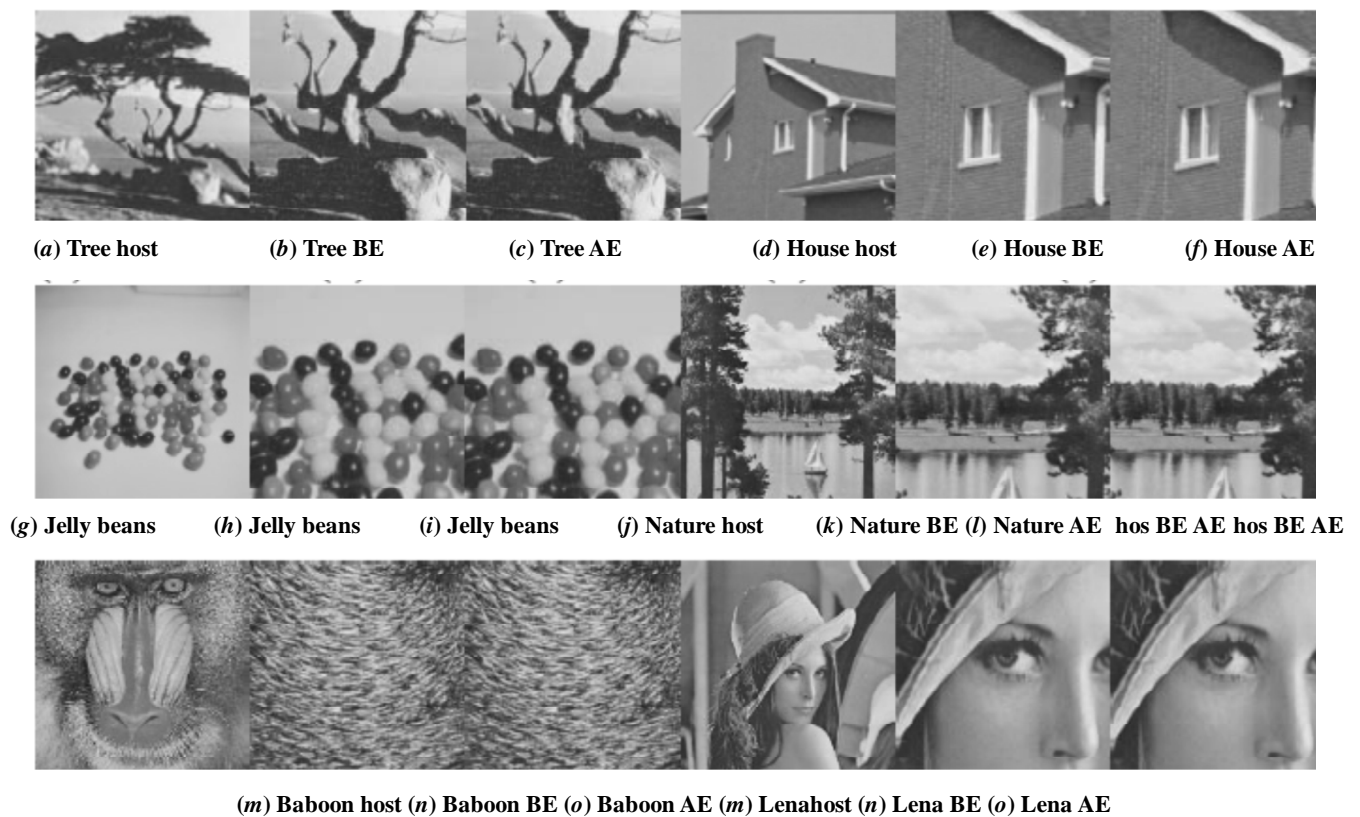 (a) Tree host (b) Tree BE (c) Tree AE (d) House host (e) House BE (f) House AE
(g) Jelly beans (h) Jelly beans (i) Jelly beans (j) Nature host (k) Nature BE (l) Nature AE hos BE AE hos BE AE
(m) Baboon host (n) Baboon BE (o) Baboon AE (m) Lenahost (n) Lena BE (o) Lena AE